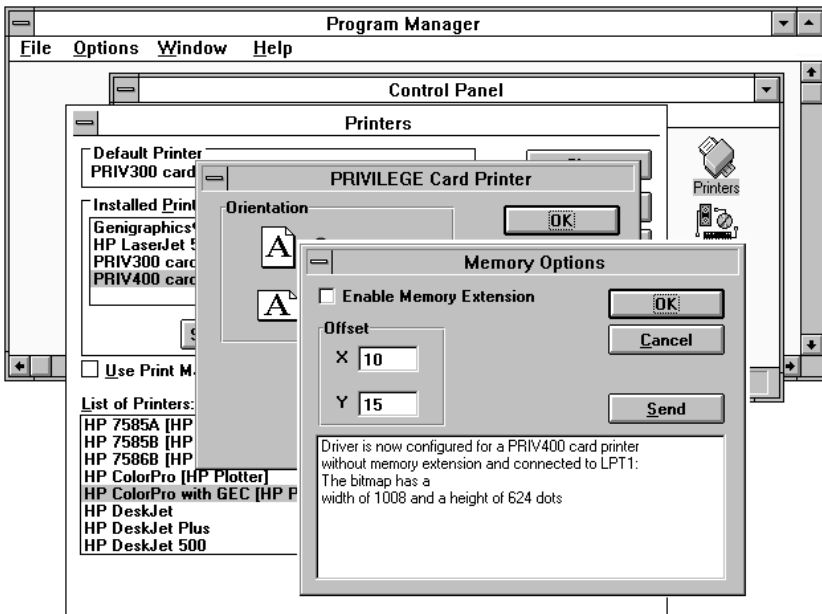 Program Manager
File Options Window Help
Control Panel
Printers
Default Printer
PRIV300 card
Installed
Genigraphics
HP LaserJet
PRIV300
PRIV400
Use Print
List of Printers:
HP 7585A [HP
HP 7585B [HP
HP 7586B [HP
HP ColorPro [HP Plotter]
HP ColorPro with GEC [HP P
HP DeskJet
HP DeskJet Plus
HP DeskJet 500
Printers
PRIVILEGE Card Printer
Orientation
A
A
OK
Memory Options
Enable Memory Extension
OK
Cancel
Offset
X 10
Y 15
Send
Driver is now configured for a PRIV400 card printer
without memory extension and connected to LPT1:
The bitmap has a
width of 1008 and a height of 624 dots